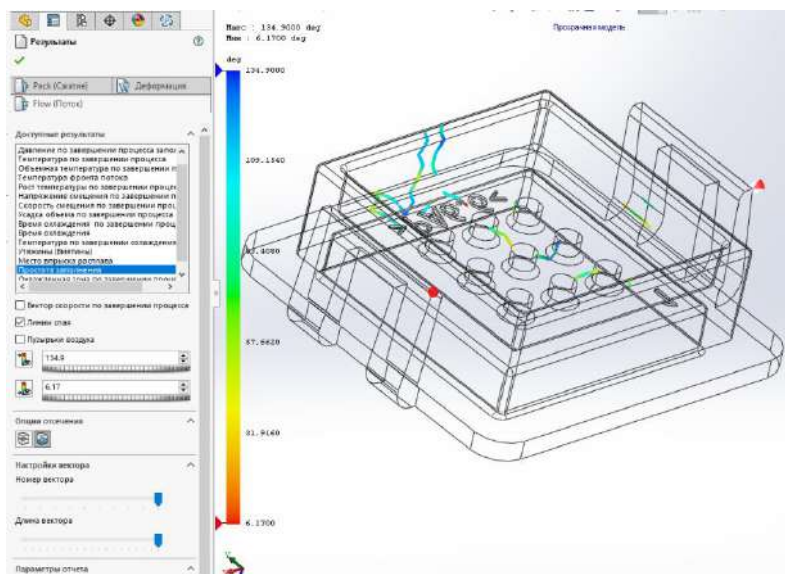 Результаты
Pack (Сжатие)
Деформация
Flow (Поток)
Доступные результаты
Давление по завершении процесса запол
Температура по завершении процесса
Объемная температура по завершении п
Температура фронта потока
Рост температуры по завершении процес
Напряжение смещения по завершении п
Скорость смещения по завершении проц
Усадка объема по завершении процесса
Время охлаждения по завершении проц
Время охлаждения
Температура по завершении охлаждения
Утяжины (Вмятины)
Место впрыска расплава
Простота заполнения
Вектор скорости по завершении процесса
Линии спая
Пузырьки воздуха
134.9
6.17
Опции отсечения
Настройки вектора
Номер вектора
Длина вектора
Параметры отчета
Макс : 134.9000 deg
Мин : 6.1700 deg
deg
134.9000
109.1540
83.4080
57.6620
31.9160
6.1700
Прозрачная модель